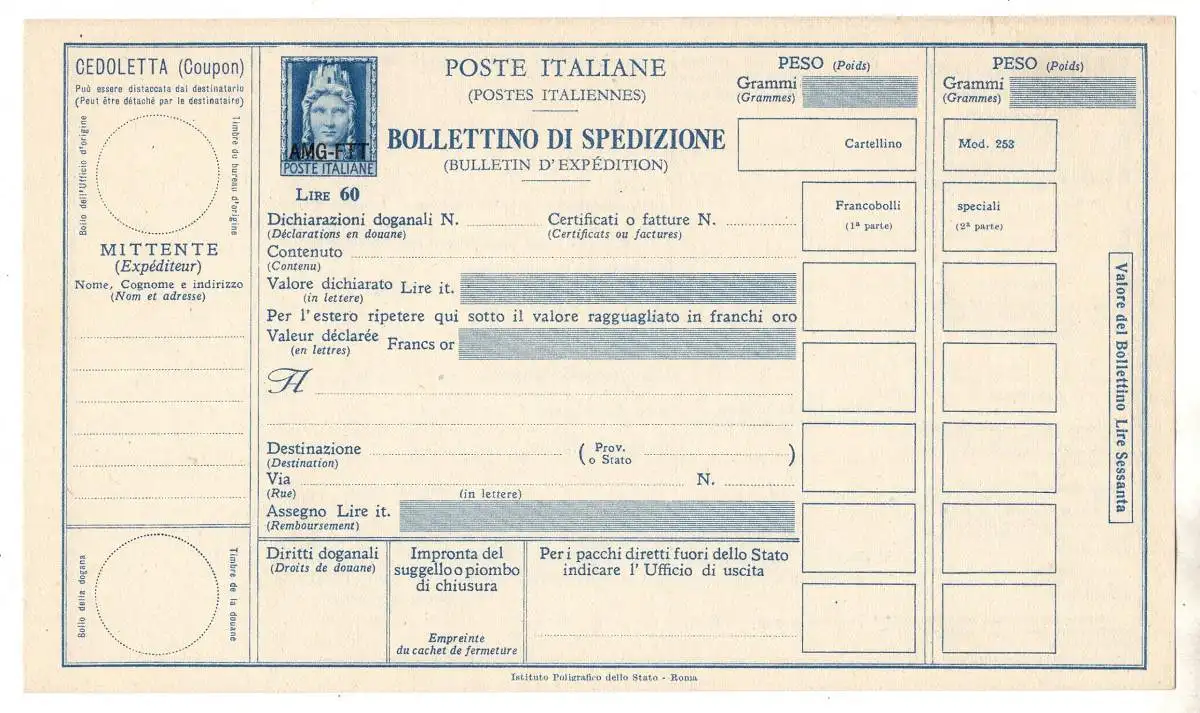 CEDOLETTA (Coupon)
Può essere distaccata dal destinatario
(Peut être détaché par le destinataire)
Bollo dell'Ufficio d'origine
Timbre du bureau d'origine
MITTENTE
(Expéditeur)
Nome, Cognome e indirizzo
(Nom et adresse)
Bollo della dogana
Timbre de la douane
AMG-FTT
POSTE ITALIANE
LIRE 60
POSTE ITALIANE
(POSTES ITALIENNES)
BOLLETTINO DI SPEDIZIONE
(BULLETIN D'EXPÉDITION)
Dichiarazioni doganali N. Certificati o fatture N.
(Déclarations en douane) (Certificats ou factures)
Contenuto
(Contenu)
Valore dichiarato Lire it.
(in lettere)
Per l'estero ripetere qui sotto il valore ragguagliato in franchi oro
Valeur déclarée Francs or
(en lettres)
A
Destinazione (Prov. o Stato )
(Destination)
Via N.
(Rue) (in lettere)
Assegno Lire it.
(Remboursement)
Diritti doganali
(Droits de douane)
Impronta del
suggello o piombo
di chiusura
Empreinte
du cachet de fermeture
Per i pacchi diretti fuori dello Stato
indicare l'Ufficio di uscita
PESO (Poids)
Grammi
(Grammes)
Cartellino
Francobolli
(1ª parte)
PESO (Poids)
Grammi
(Grammes)
Mod. 253
speciali
(2ª parte)
Valore del Bollettino Lire Sessanta
Istituto Poligrafico dello Stato - Roma